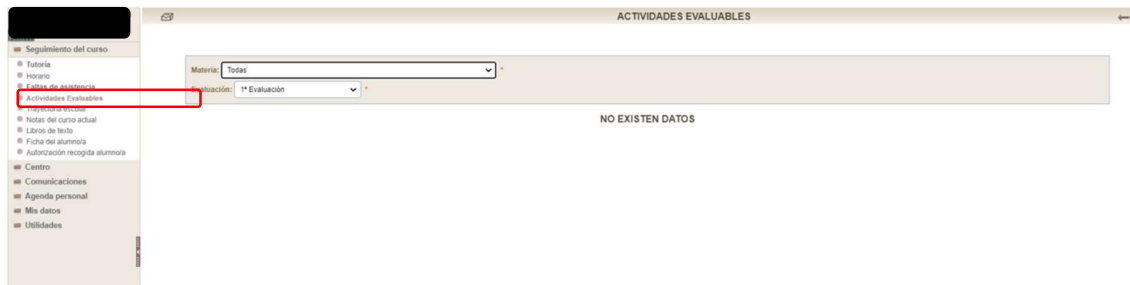 ACTIVIDADES EVALUABLES
Seguimiento del curso
Tutoría
Horario
Faltas de asistencia
Actividades Evaluables
Trayectoria escolar
Notas del curso actual
Libros de texto
Ficha del alumno/a
Autorización recogida alumno/a
Centro
Comunicaciones
Agenda personal
Mis datos
Utilidades
Materia: Todas *
Evaluación: 1ª Evaluación *
NO EXISTEN DATOS